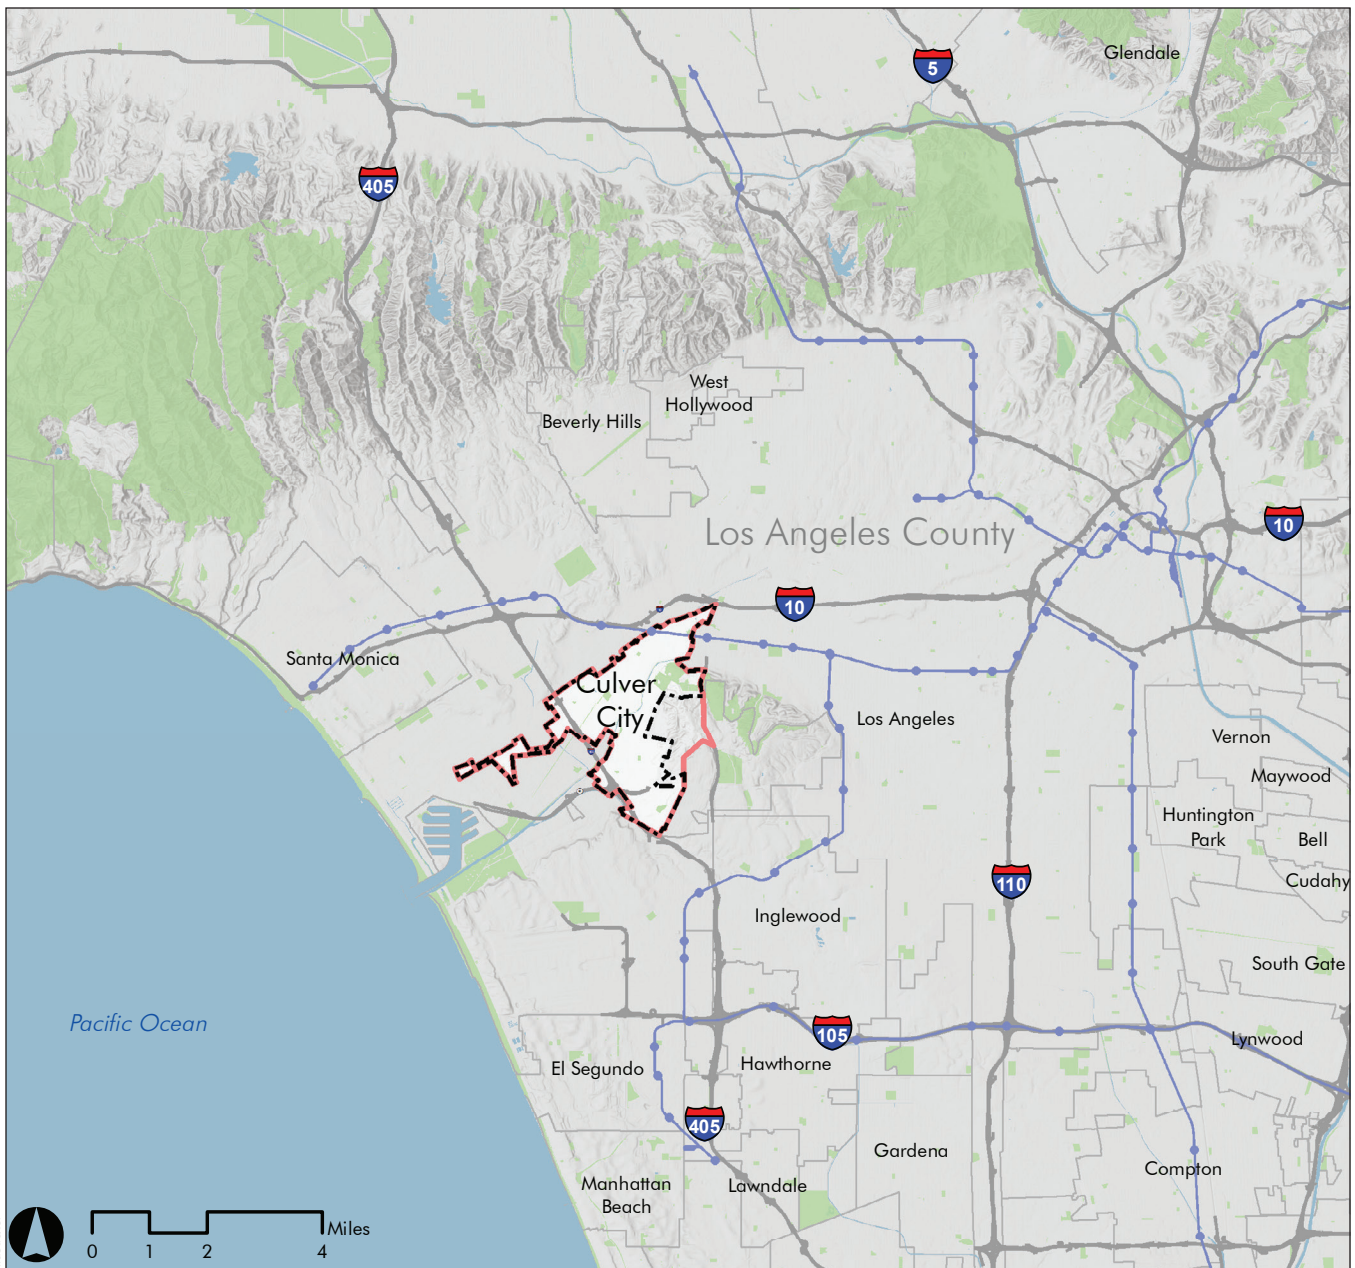 Glendale
5
405
West
Hollywood
Beverly Hills
10
Los Angeles County
10
Santa Monica
Culver
City
Los Angeles
Vernon
Maywood
Huntington
Park
Bell
Cudahy
110
Inglewood
South Gate
Pacific Ocean
105
Lynwood
El Segundo
Hawthorne
405
Gardena
Compton
Manhattan
Beach
Lawndale
Miles
0 1 2 4